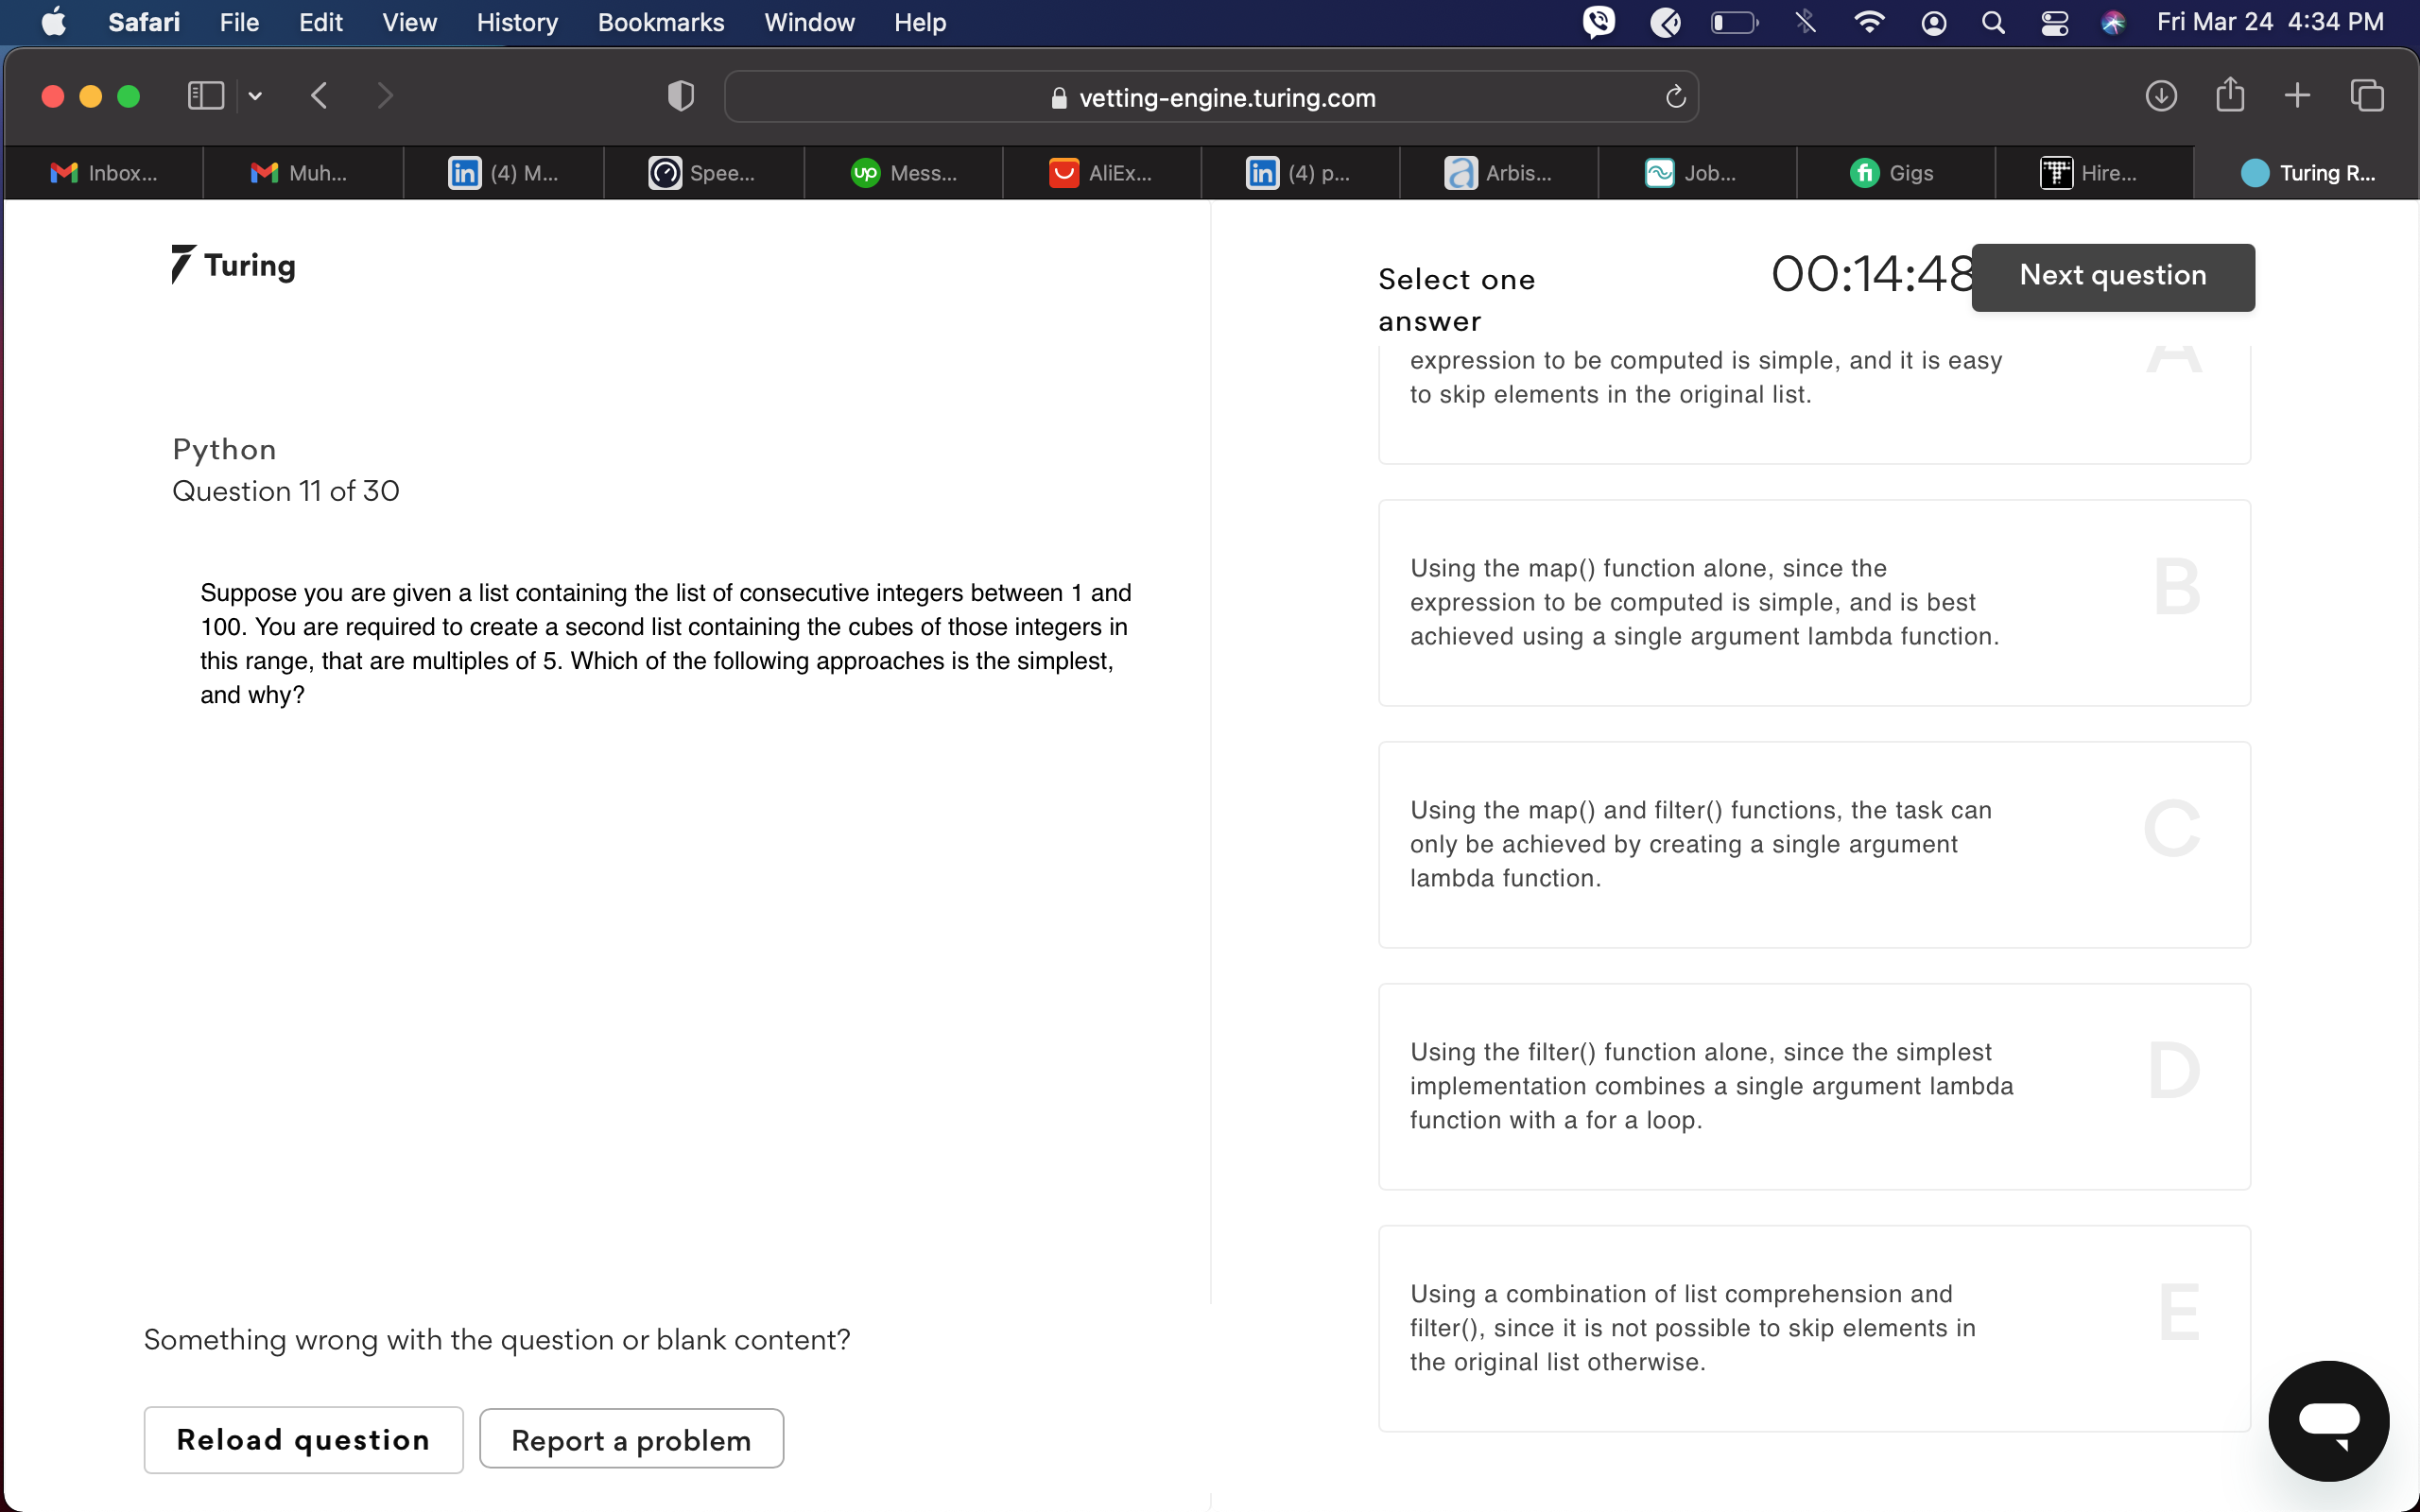 Safari File Edit View History Bookmarks Window Help Fri Mar 24 4:34 PM
vetting-engine.turing.com
Inbox... Muh... (4) M... Spee... up Mess... AliEx... (4) p... Arbis... Job... fi Gigs Hire... Turing R...
Turing
Python
Question 11 of 30
Suppose you are given a list containing the list of consecutive integers between 1 and
100. You are required to create a second list containing the cubes of those integers in
this range, that are multiples of 5. Which of the following approaches is the simplest,
and why?
Something wrong with the question or blank content?
Reload question Report a problem
Select one
answer
00:14:48
Next question
expression to be computed is simple, and it is easy
to skip elements in the original list.
A
Using the map() function alone, since the
expression to be computed is simple, and is best
achieved using a single argument lambda function.
B
Using the map() and filter() functions, the task can
only be achieved by creating a single argument
lambda function.
C
Using the filter() function alone, since the simplest
implementation combines a single argument lambda
function with a for a loop.
D
Using a combination of list comprehension and
filter(), since it is not possible to skip elements in
the original list otherwise.
E